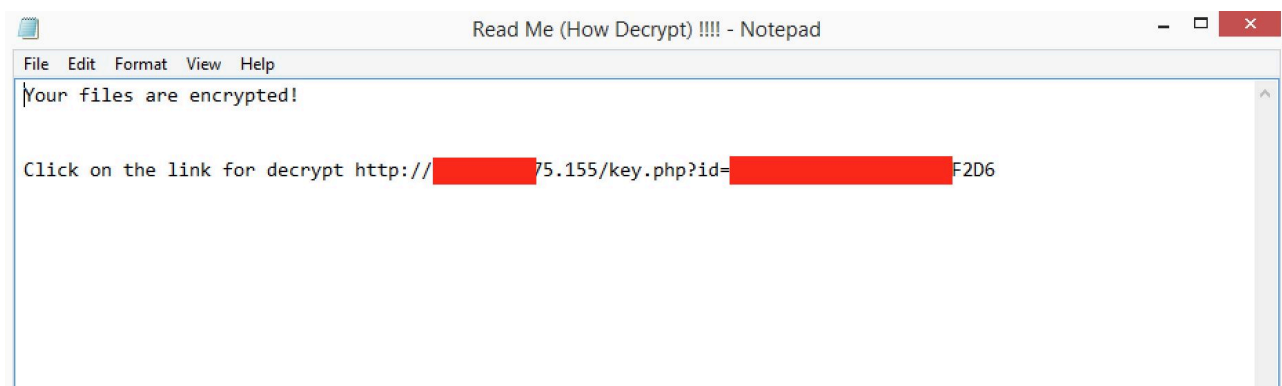 Read Me (How Decrypt) !!!! - Notepad
File Edit Format View Help
Your files are encrypted!
Click on the link for decrypt http:// 75.155/key.php?id= F2D6